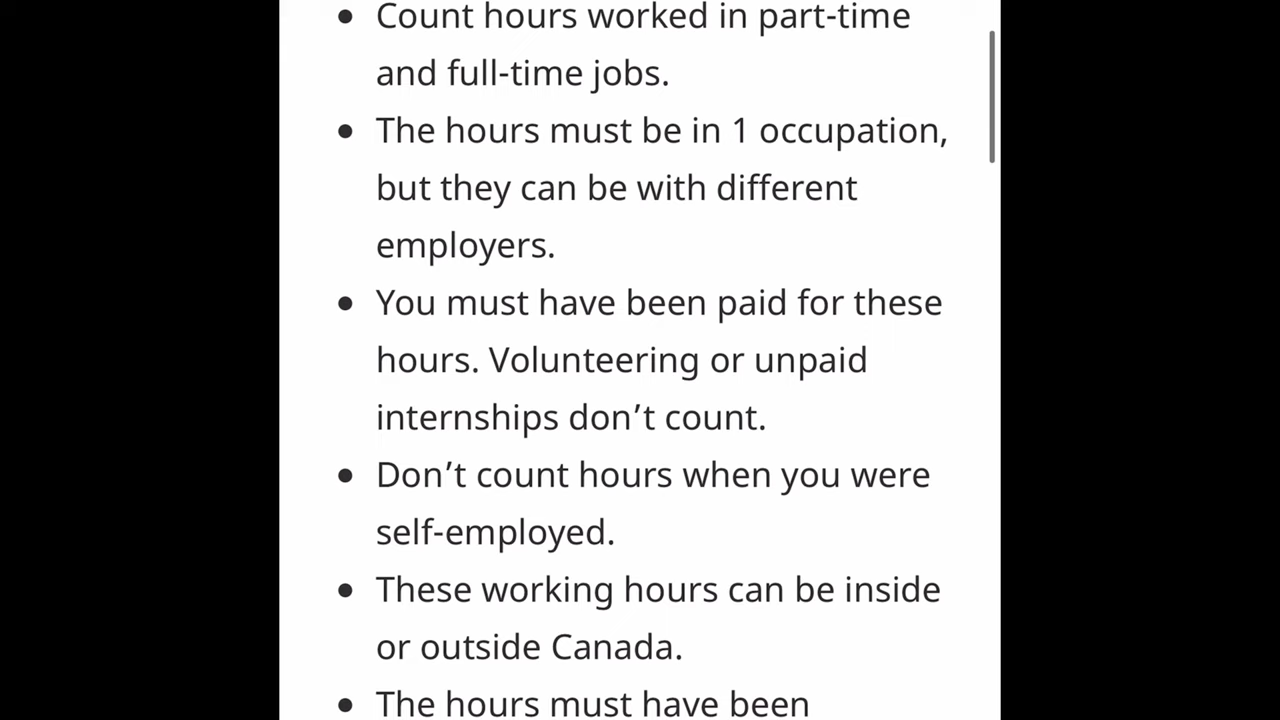 • Count hours worked in part-time
and full-time jobs.
• The hours must be in 1 occupation,
but they can be with different
employers.
• You must have been paid for these
hours. Volunteering or unpaid
internships don’t count.
• Don’t count hours when you were
self-employed.
• These working hours can be inside
or outside Canada.
• The hours must have been